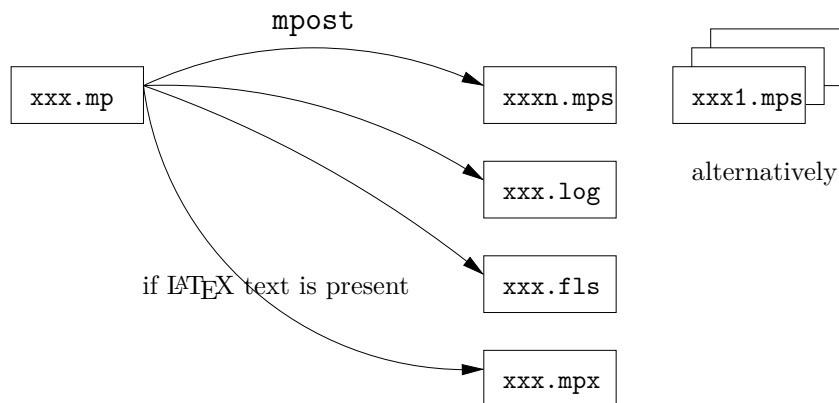 mpost
xxx.mp
xxxn.mps
xxx1.mps
alternatively
xxx.log
xxx.fls
if LATEX text is present
xxx.mpx